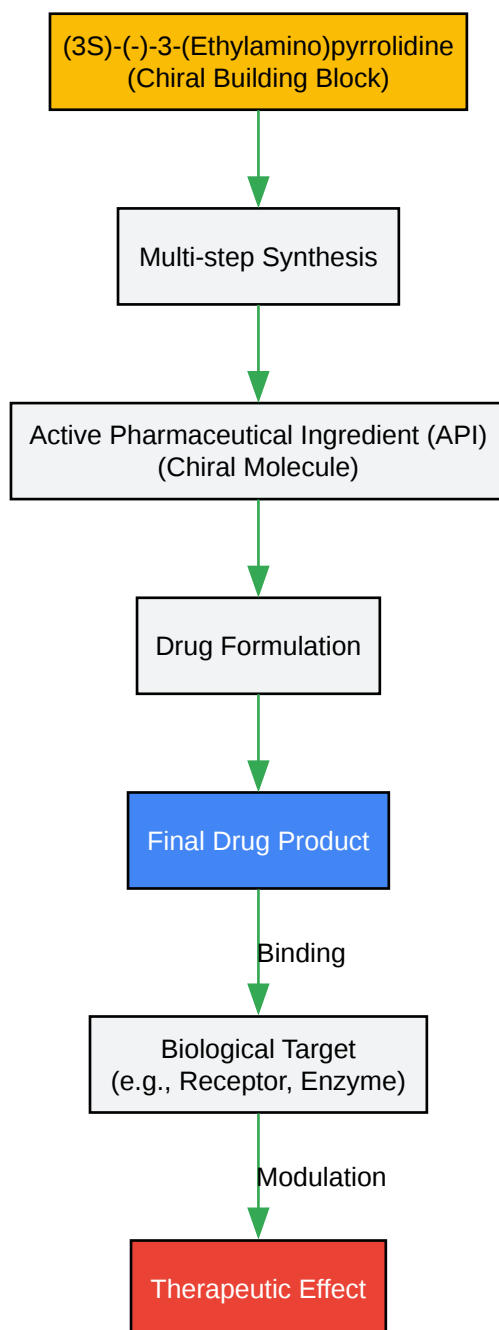 (3S)-(-)-3-(Ethylamino)pyrrolidine
(Chiral Building Block)
Multi-step Synthesis
Active Pharmaceutical Ingredient (API)
(Chiral Molecule)
Drug Formulation
Final Drug Product
Binding
Biological Target
(e.g., Receptor, Enzyme)
Modulation
Therapeutic Effect